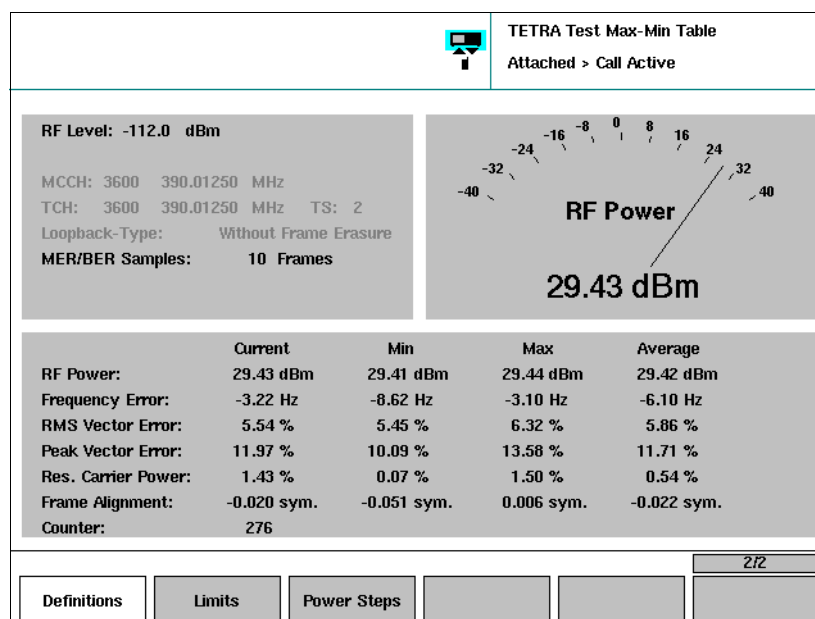 TETRA Test Max-Min Table
Attached > Call Active
RF Level: -112.0 dBm
MCCH: 3600 390.01250 MHz
TCH: 3600 390.01250 MHz TS: 2
Loopback-Type: Without Frame Erasure
MER/BER Samples: 10 Frames
-40 -32 -24 -16 -8 0 8 16 24 32 40
RF Power
29.43 dBm
Current Min Max Average
RF Power: 29.43 dBm 29.41 dBm 29.44 dBm 29.42 dBm
Frequency Error: -3.22 Hz -8.62 Hz -3.10 Hz -6.10 Hz
RMS Vector Error: 5.54 % 5.45 % 6.32 % 5.86 %
Peak Vector Error: 11.97 % 10.09 % 13.58 % 11.71 %
Res. Carrier Power: 1.43 % 0.07 % 1.50 % 0.54 %
Frame Alignment: -0.020 sym. -0.051 sym. 0.006 sym. -0.022 sym.
Counter: 276
2/2
Definitions Limits Power Steps